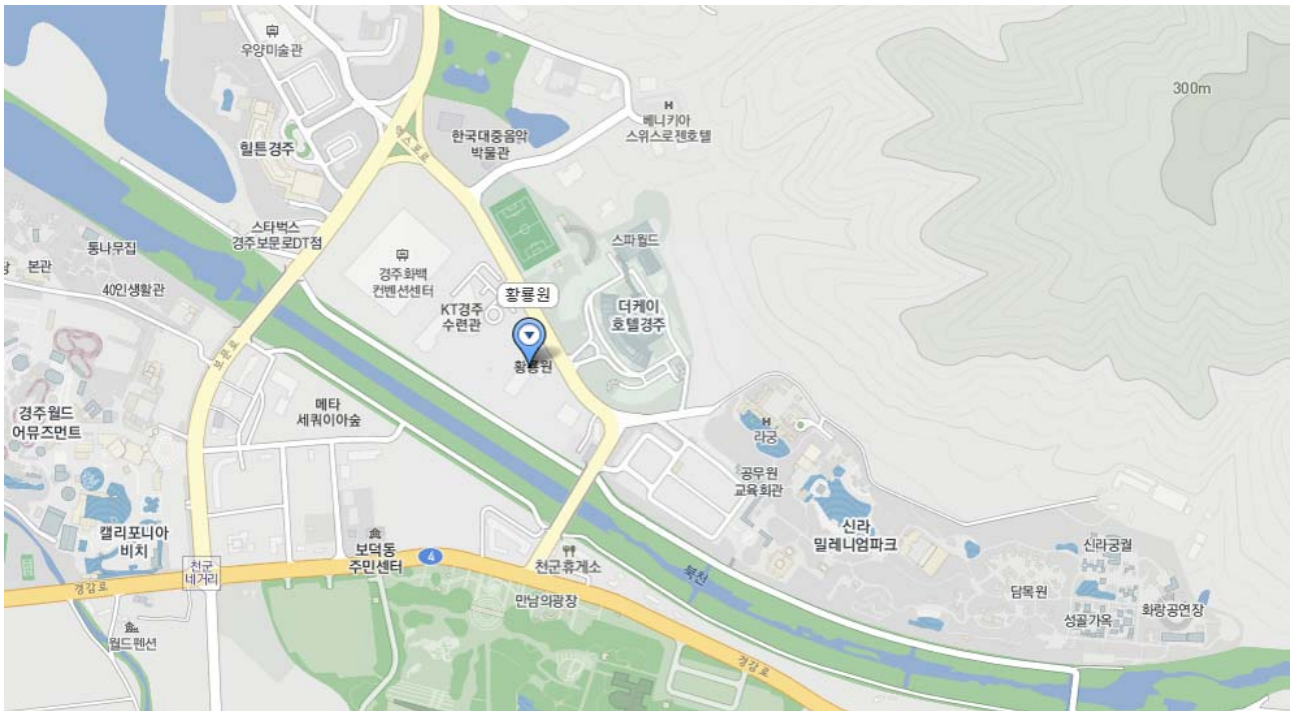 우양미술관
300m
베니키아
스위스로젠호텔
한국대중음악
박물관
엑스포로
힐튼경주
스타벅스
경주보문로DT점
통나무집
본관
40인생활관
스파월드
경주화백
컨벤션센터
황룡원
KT경주
수련관
더케이
호텔경주
황룡원
보문로
메타
세쿼이아숲
경주월드
어뮤즈먼트
라궁
공무원
교육회관
신라
밀레니엄파크
캘리포니아
비치
보덕동
주민센터
4
천군휴게소
천군
네거리
북천
신라궁궐
경감로
만남의광장
담목원
성골가옥
화랑공연장
월드펜션
경감로